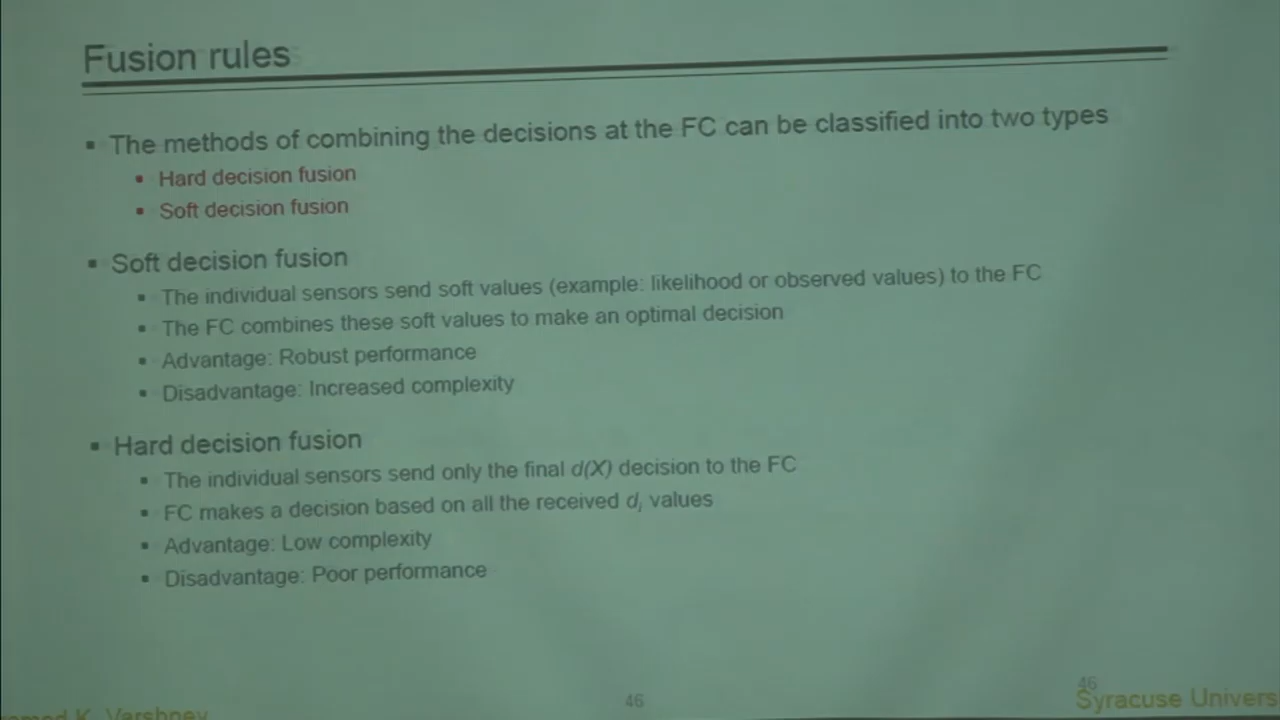 Fusion rules
The methods of combining the decisions at the FC can be classified into two types
Hard decision fusion
Soft decision fusion
Soft decision fusion
The individual sensors send soft values (example: likelihood or observed values) to the FC
The FC combines these soft values to make an optimal decision
Advantage: Robust performance
Disadvantage: Increased complexity
Hard decision fusion
The individual sensors send only the final d(X) decision to the FC
FC makes a decision based on all the received di values
Advantage: Low complexity
Disadvantage: Poor performance
46
46
K. Varshney
Syracuse